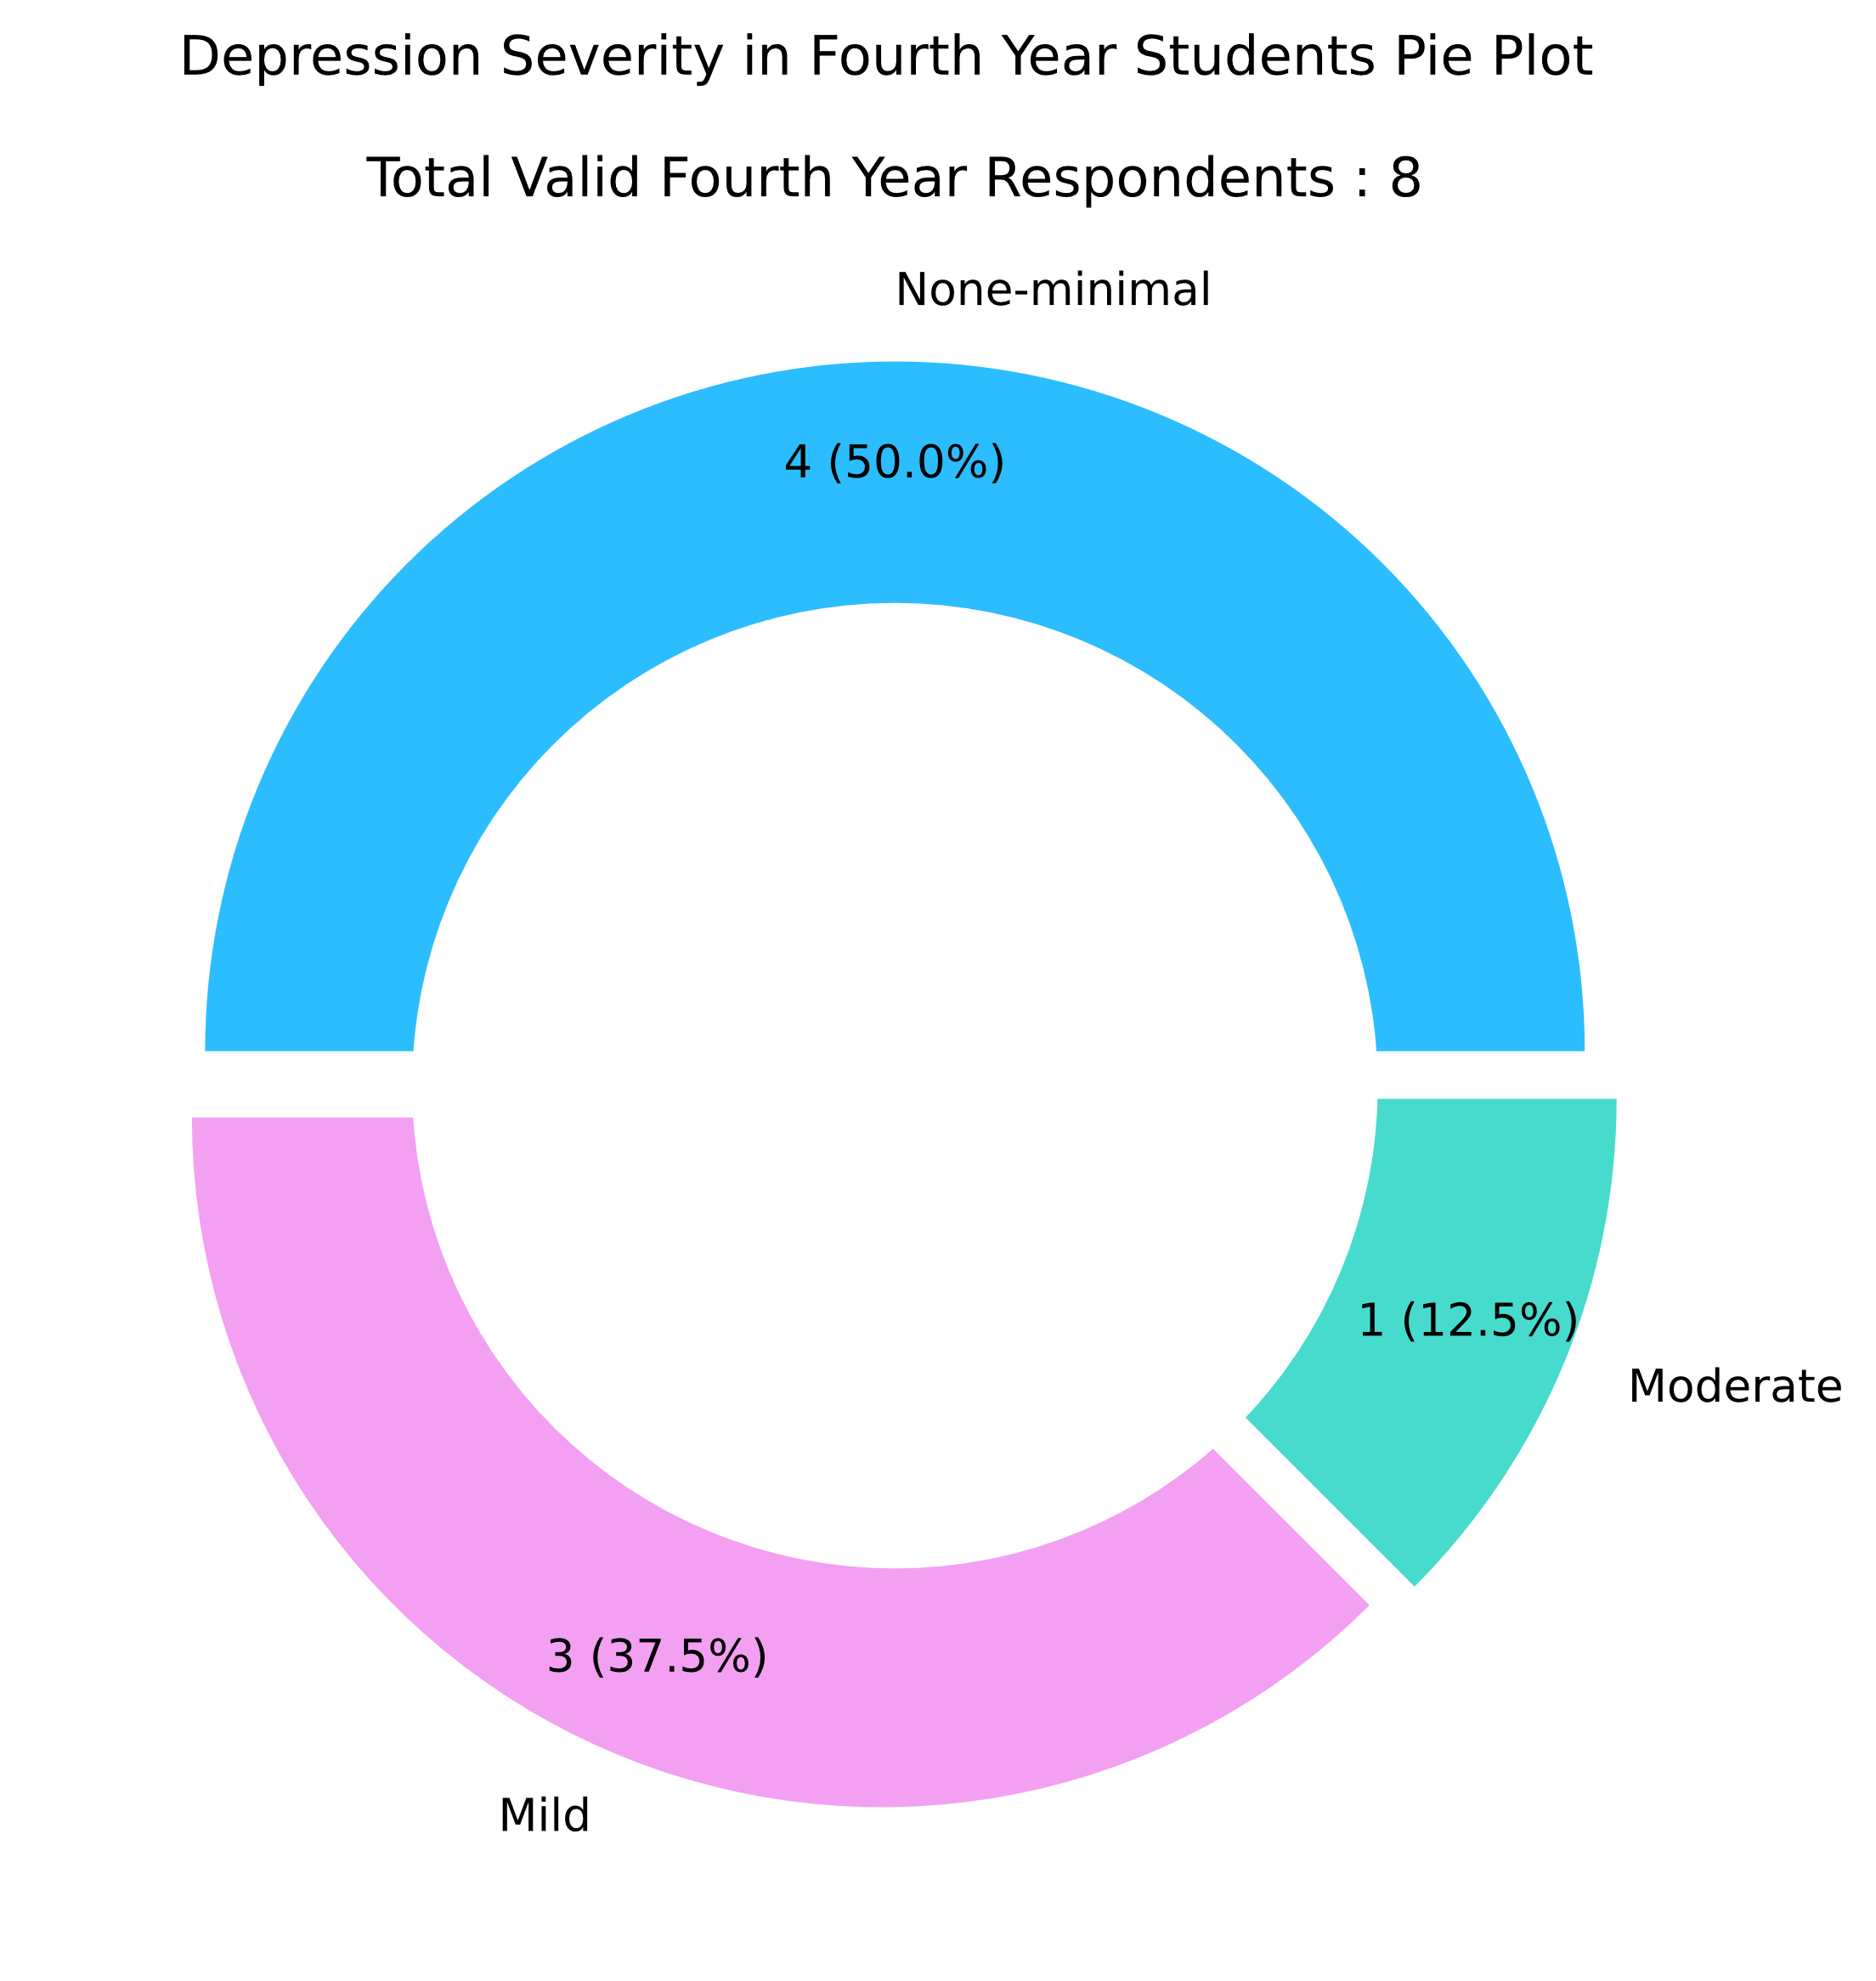 Depression Severity in Fourth Year Students Pie Plot
Total Valid Fourth Year Respondents : 8
None-minimal
4 (50.0%)
1 (12.5%)
Moderate
3 (37.5%)
Mild